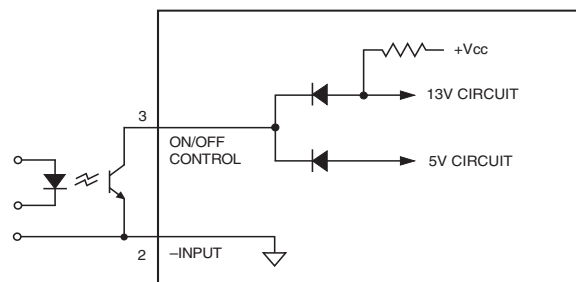 +Vcc
13V CIRCUIT
3
ON/OFF
CONTROL
5V CIRCUIT
2
–INPUT